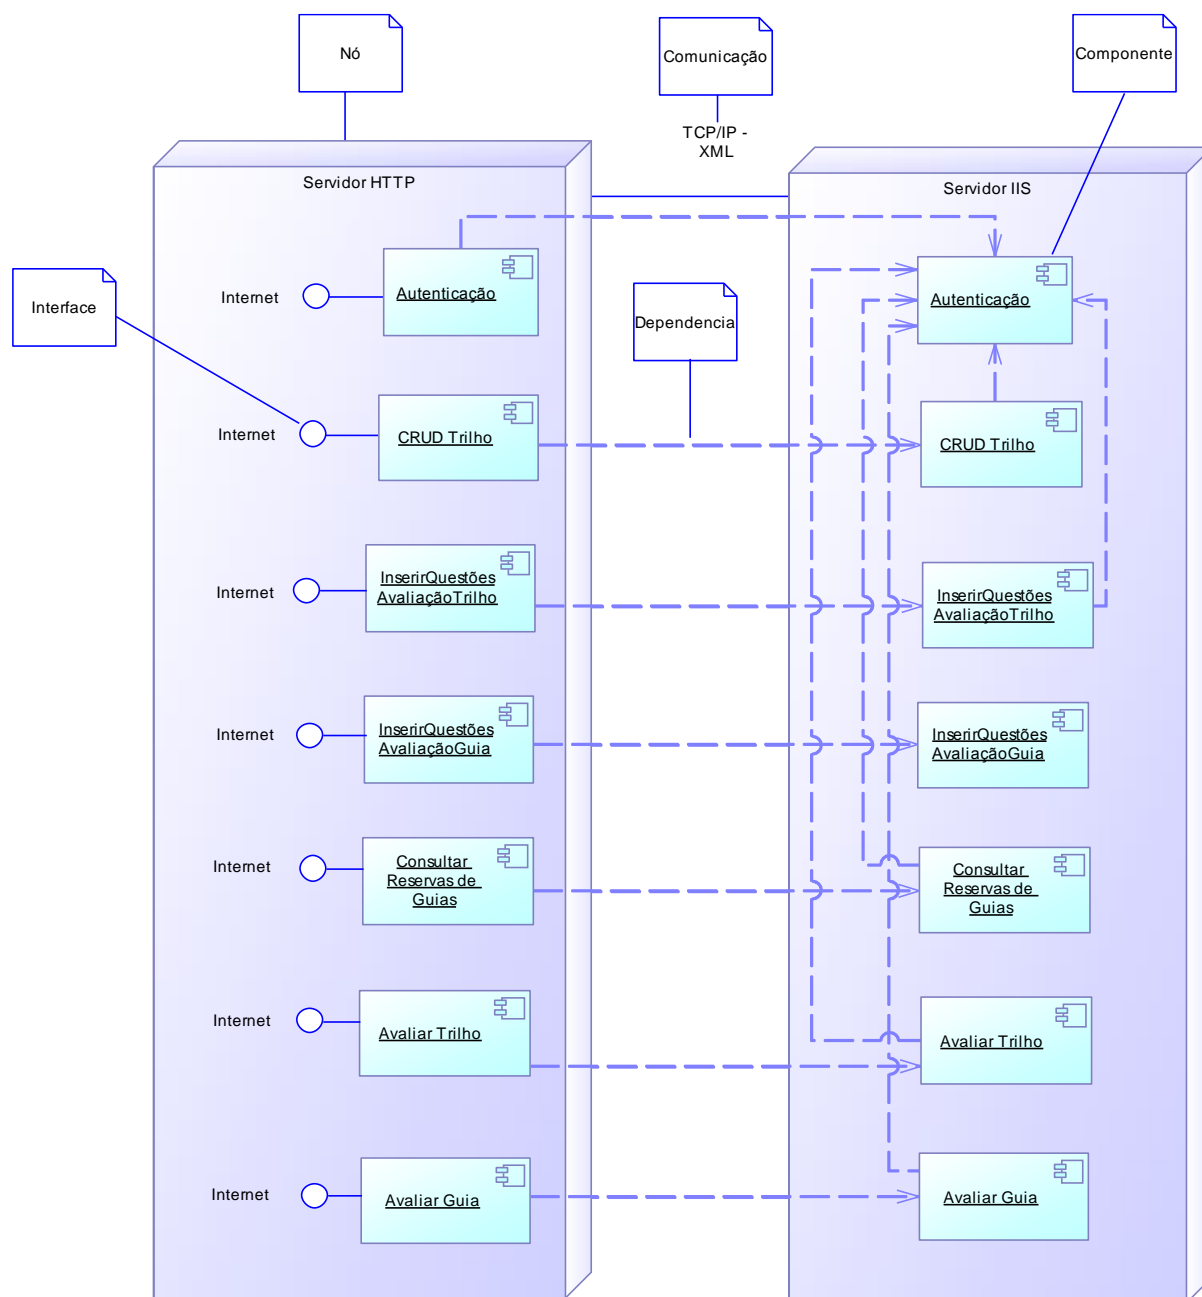 Nó
Comunicação
Componente
TCP/IP -
XML
Servidor HTTP
Servidor IIS
Interface
Internet
Autenticação
Autenticação
Dependencia
Internet
CRUD Trilho
CRUD Trilho
Internet
InserirQuestões
AvaliaçãoTrilho
InserirQuestões
AvaliaçãoTrilho
Internet
InserirQuestões
AvaliaçãoGuia
InserirQuestões
AvaliaçãoGuia
Internet
Consultar
Reservas de
Guias
Consultar
Reservas de
Guias
Internet
Avaliar Trilho
Avaliar Trilho
Internet
Avaliar Guia
Avaliar Guia